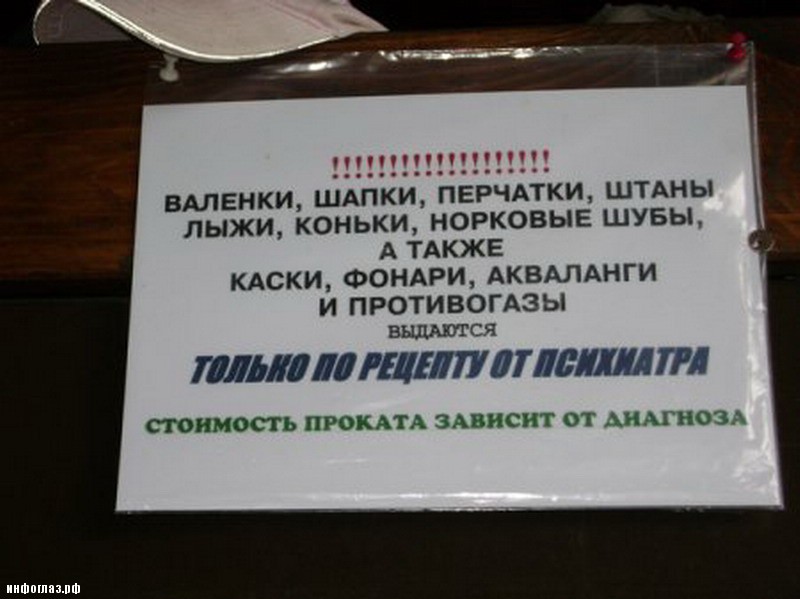 !!!!!!!!!!!!!!!!!!!
ВАЛЕНКИ, ШАПКИ, ПЕРЧАТКИ, ШТАНЫ
ЛЫЖИ, КОНЬКИ, НОРКОВЫЕ ШУБЫ,
А ТАКЖЕ
КАСКИ, ФОНАРИ, АКВАЛАНГИ
И ПРОТИВОГАЗЫ
ВЫДАЮТСЯ
ТОЛЬКО ПО РЕЦЕПТУ ОТ ПСИХИАТРА
СТОИМОСТЬ ПРОКАТА ЗАВИСИТ ОТ ДИАГНОЗА
инфоглаз.рф